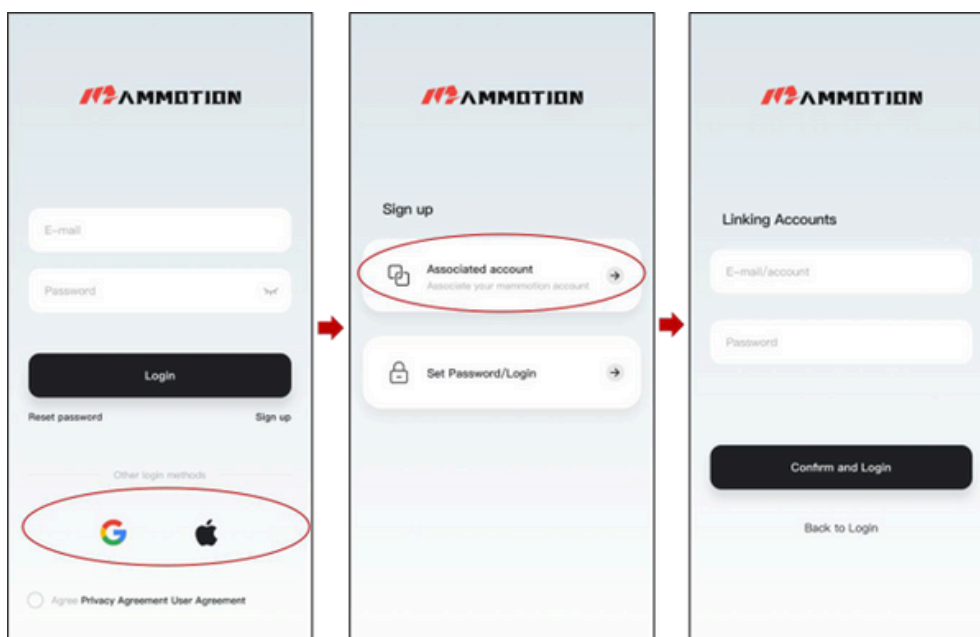 MAMMOTION
E-mail
Password
Login
Reset password
Sign up
Other login methods
Agree Privacy Agreement User Agreement
MAMMOTION
Sign up
Associated account
Associate your mammotion account
Set Password/Login
MAMMOTION
Linking Accounts
E-mail/account
Password
Confirm and Login
Back to Login